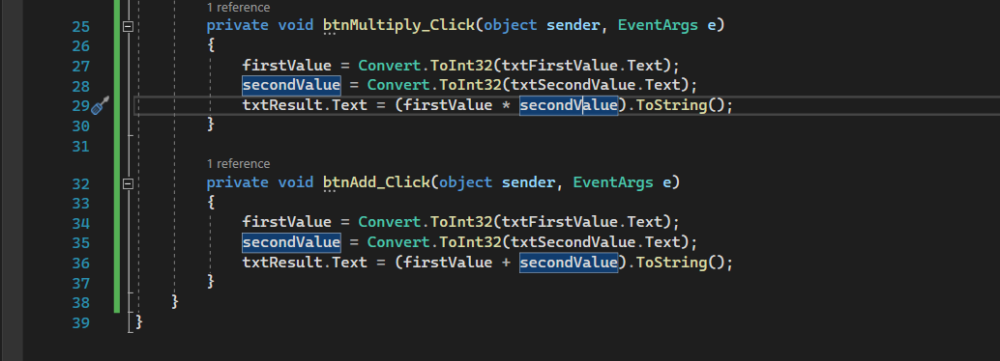 1 reference
25 private void btnMultiply_Click(object sender, EventArgs e)
26 {
27 firstValue = Convert.ToInt32(txtFirstValue.Text);
28 secondValue = Convert.ToInt32(txtSecondValue.Text);
29 txtResult.Text = (firstValue * secondValue).ToString();
30 }
31
1 reference
32 private void btnAdd_Click(object sender, EventArgs e)
33 {
34 firstValue = Convert.ToInt32(txtFirstValue.Text);
35 secondValue = Convert.ToInt32(txtSecondValue.Text);
36 txtResult.Text = (firstValue + secondValue).ToString();
37 }
38 }
39 }